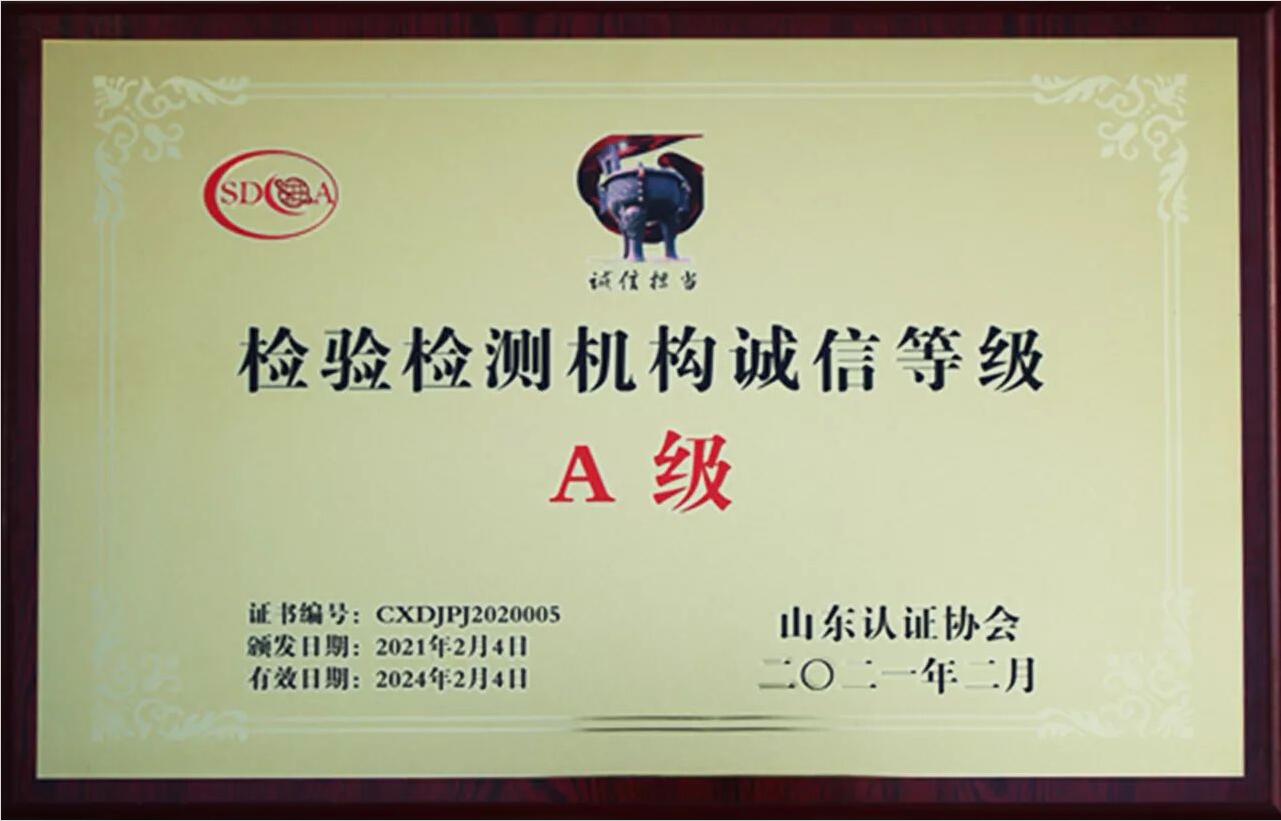 SDCA
诚信担当
检验检测机构诚信等级
A 级
证书编号：CXDJPJ2020005
颁发日期：2021年2月4日
有效日期：2024年2月4日
山东认证协会
二〇二一年二月